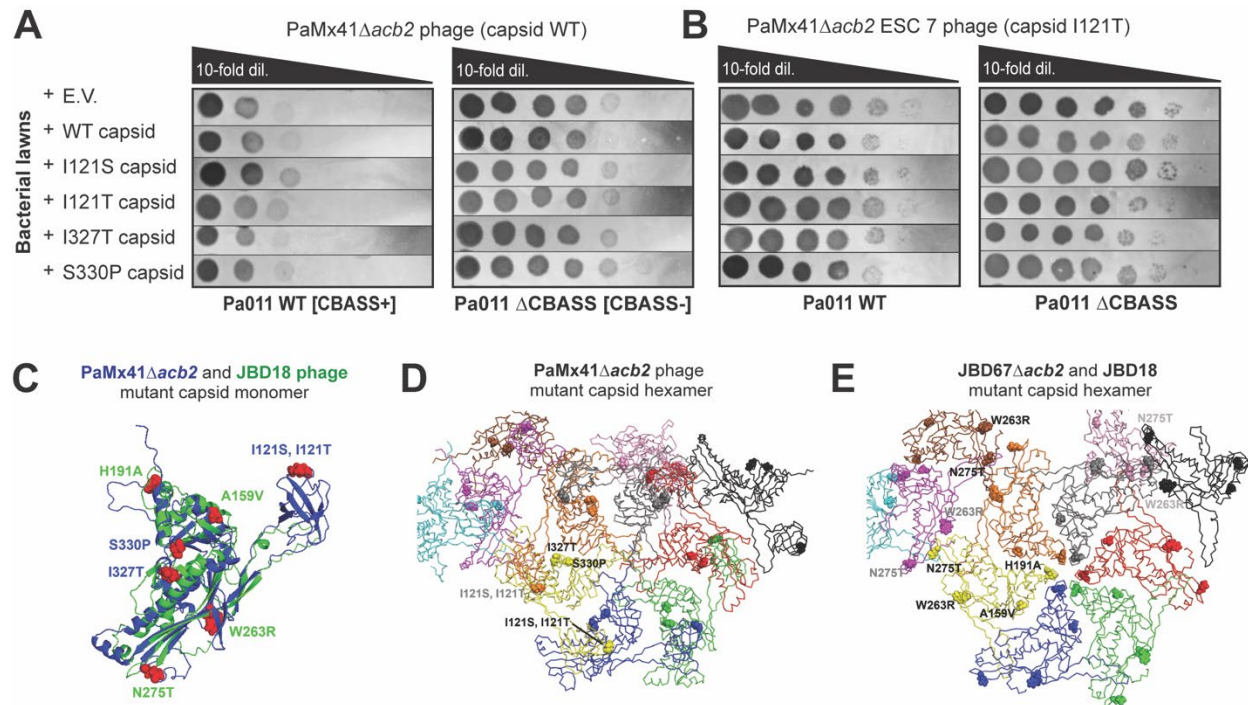 A
PaMx41Δacb2 phage (capsid WT)
10-fold dil.
10-fold dil.
Bacterial lawns
+ E.V.
+ WT capsid
+ I121S capsid
+ I121T capsid
+ I327T capsid
+ S330P capsid
Pa011 WT [CBASS+]
Pa011 ΔCBASS [CBASS-]
B
PaMx41Δacb2 ESC 7 phage (capsid I121T)
10-fold dil.
10-fold dil.
Pa011 WT
Pa011 ΔCBASS
C
PaMx41Δacb2 and JBD18 phage
mutant capsid monomer
I121S, I121T
H191A
A159V
S330P
I327T
W263R
N275T
D
PaMx41Δacb2 phage
mutant capsid hexamer
I327T
S330P
I121S, I121T
I121S, I121T
E
JBD67Δacb2 and JBD18
mutant capsid hexamer
N275T
W263R
N275T
W263R
W263R
N275T
N275T
H191A
W263R
A159V